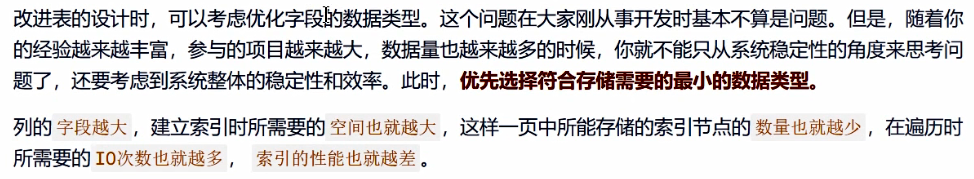 改进表的设计时，可以考虑优化字段的数据类型。这个问题在大家刚从事开发时基本不算是问题。但是，随着你
的经验越来越丰富，参与的项目越来越大，数据量也越来越多的时候，你就不能只从系统稳定性的角度来思考问
题了，还要考虑到系统整体的稳定性和效率。此时，优先选择符合存储需要的最小的数据类型。
列的 字段越大 ，建立索引时所需要的 空间也就越大 ，这样一页中所能存储的索引节点的 数量也就越少 ，在遍历时
所需要的 IO次数也就越多 ， 索引的性能也就越差 。